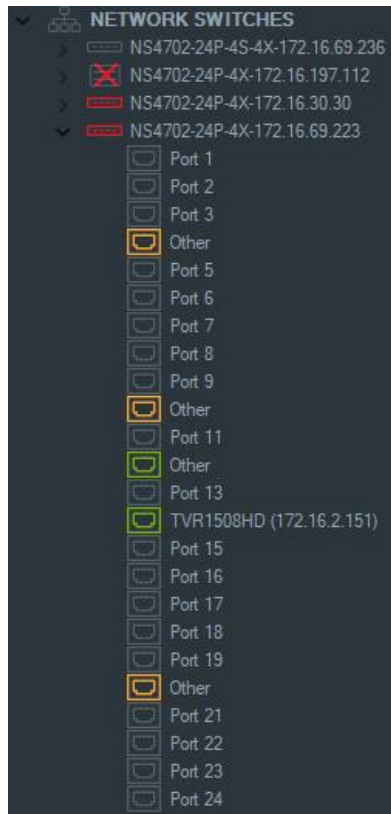 NETWORK SWITCHES
NS4702-24P-4S-4X-172.16.69.236
NS4702-24P-4X-172.16.197.112
NS4702-24P-4X-172.16.30.30
NS4702-24P-4X-172.16.69.223
Port 1
Port 2
Port 3
Other
Port 5
Port 6
Port 7
Port 8
Port 9
Other
Port 11
Other
Port 13
TVR1508HD (172.16.2.151)
Port 15
Port 16
Port 17
Port 18
Port 19
Other
Port 21
Port 22
Port 23
Port 24